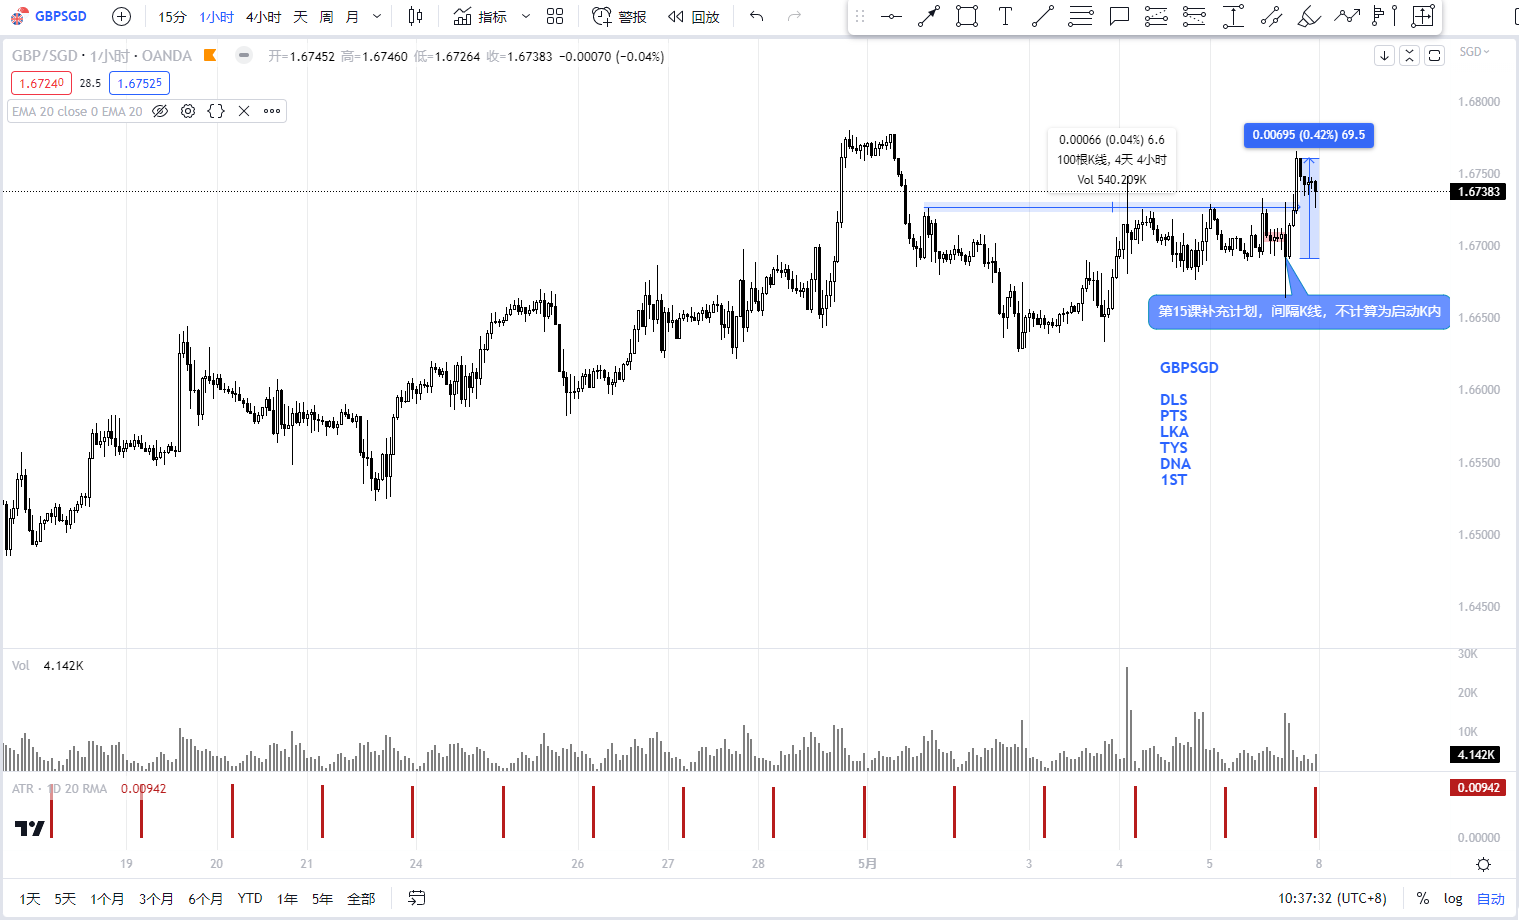 GBPSGD 15分 1小时 4小时 天 周 月 指标 警报 回放
GBP/SGD · 1小时 · OANDA 开=1.67452 高=1.67460 低=1.67264 收=1.67383 −0.00070 (−0.04%)
SGD
1.67240 28.5 1.67525
EMA 20 close 0 EMA 20
1.68000
0.00695 (0.42%) 69.5
0.00066 (0.04%) 6.6
100根K线, 4天 4小时
Vol 540.209K
1.67500
1.67383
1.67000
第15课补充计划，间隔K线，不计算为启动K内
1.66500
GBPSGD
1.66000
DLS
PTS
LKA
TYS
DNA
1ST
1.65500
1.65000
1.64500
Vol 4.142K
30K
20K
10K
4.142K
ATR · 1D 20 RMA 0.00942
0.00942
0.00000
19 20 21 24 26 27 28 5月 3 4 5 8
1天 5天 1个月 3个月 6个月 YTD 1年 5年 全部 10:37:32 (UTC+8) % log 自动